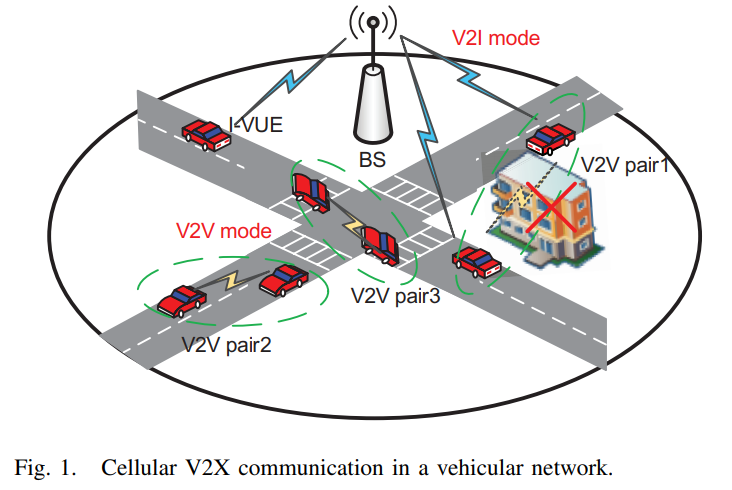 V2I mode
I-VUE
BS
V2V pair1
V2V mode
V2V pair3
V2V pair2
Fig. 1. Cellular V2X communication in a vehicular network.